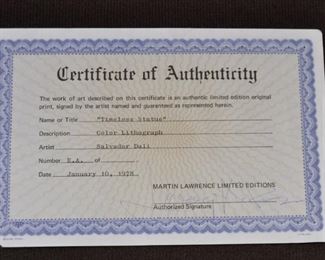 Certificate of Authenticity
The work of art described on this certificate is an authentic limited edition original
print, signed by the artist named and guaranteed as represented herein.
Name or Title "Timeless Statue"
Description Color Lithograph
Artist Salvador Dali
Number E.A. of
Date January 10, 1978
MARTIN LAWRENCE LIMITED EDITIONS
Authorized Signature